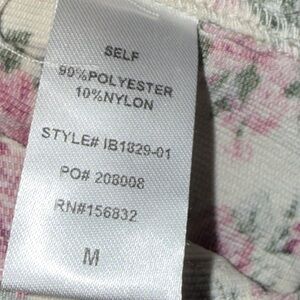 SELF
90%POLYESTER
10%NYLON
STYLE# IB1829-01
PO# 208008
RN#156832
M